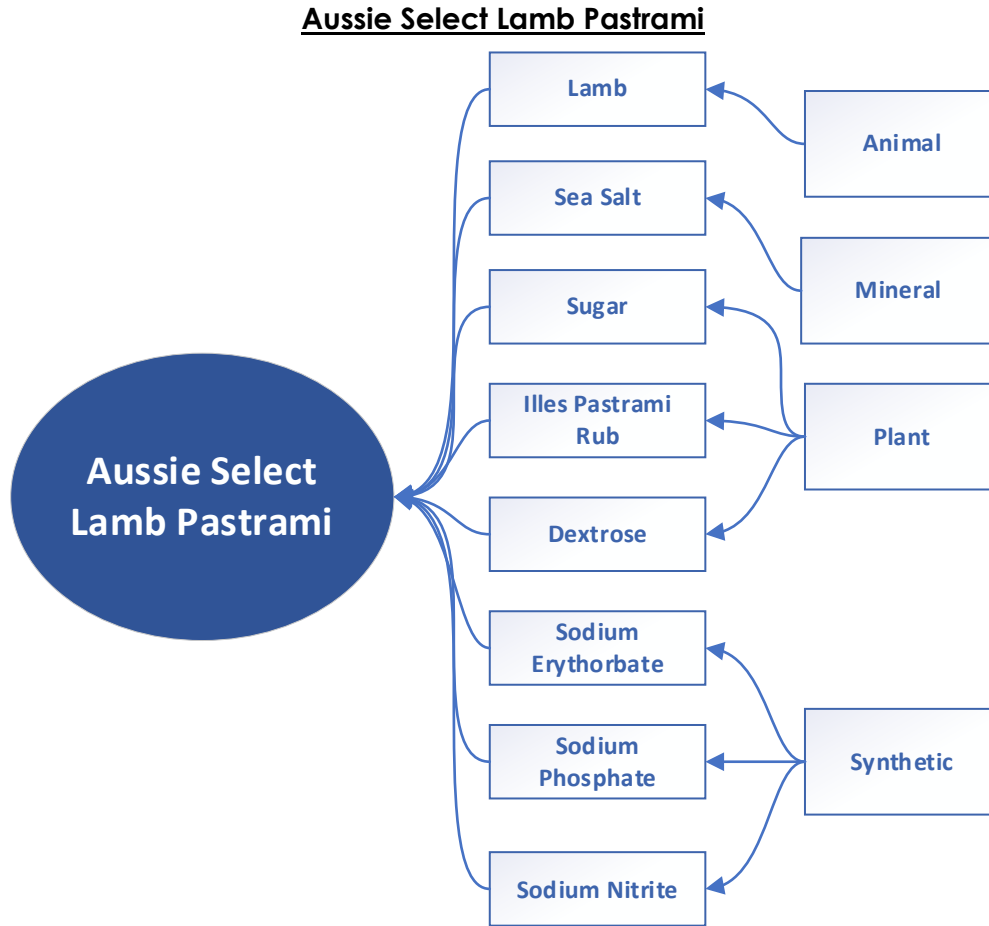 Aussie Select Lamb Pastrami
Lamb
Animal
Sea Salt
Mineral
Sugar
Illes Pastrami
Rub
Plant
Aussie Select
Lamb Pastrami
Dextrose
Sodium
Erythorbate
Sodium
Phosphate
Synthetic
Sodium Nitrite